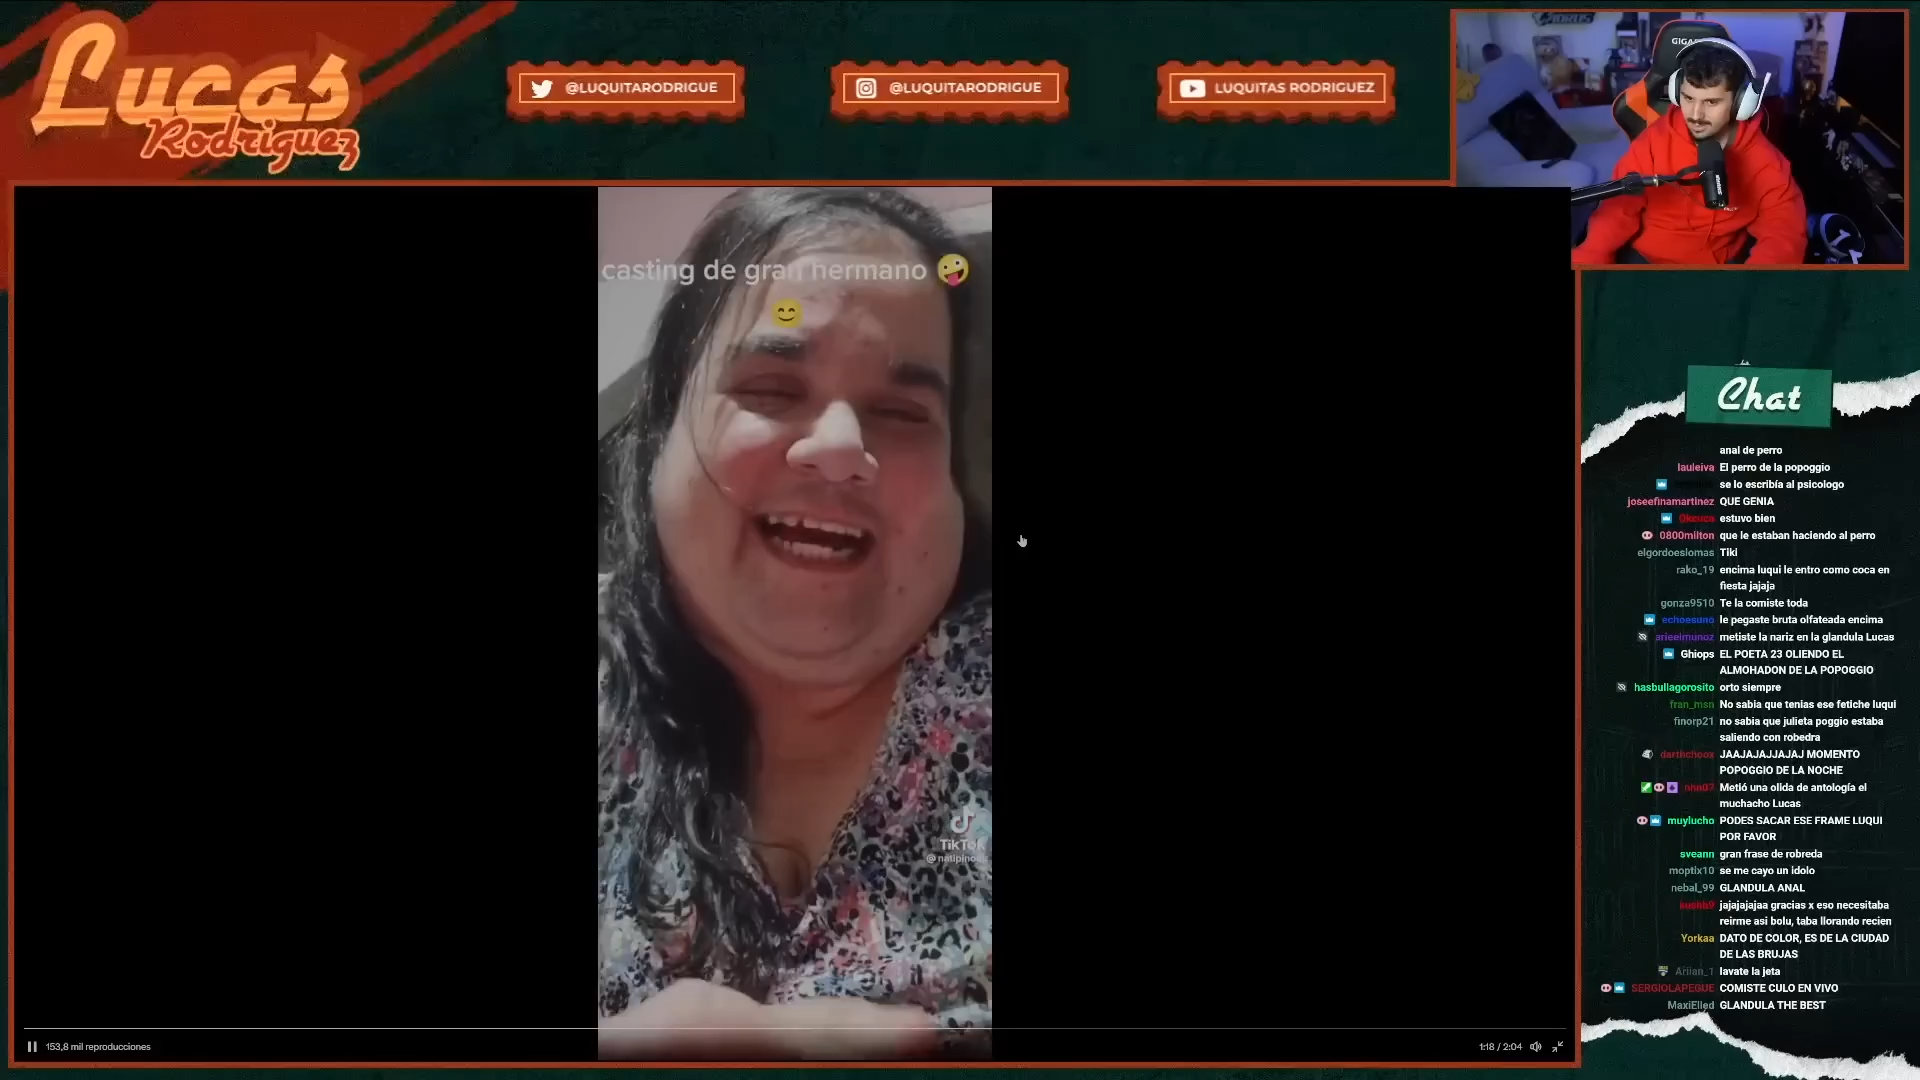 Lucas
Rodriguez
@LUQUITARODRIGUE
@LUQUITARODRIGUE
LUQUITAS RODRIGUEZ
casting de gran hermano 🤪
😊
TikTok
153,8 mil reproducciones
1:18 / 2:04
Chat
anal de perro
lauleiva El perro de la popoggio
se lo escribía al psicologo
joseefinamartinez QUE GENIA
estuvo bien
0800milton que le estaban haciendo al perro
elgordoeslomas Tiki
rako_19 encima luqui le entro como coca en
fiesta jajaja
gonza9510 Te la comiste toda
echoesuno le pegaste bruta olfateada encima
arieelmunoz metiste la nariz en la glandula Lucas
Ghiops EL POETA 23 OLIENDO EL
ALMOHADON DE LA POPOGGIO
hasbullagorosito orto siempre
fran_msn No sabia que tenias ese fetiche luqui
finorp21 no sabia que julieta poggio estaba
saliendo con robedra
JAAJAJAJJAJAJ MOMENTO
POPOGGIO DE LA NOCHE
Metió una olida de antología el
muchacho Lucas
muylucho PODES SACAR ESE FRAME LUQUI
POR FAVOR
sveann gran frase de robreda
moptix10 se me cayo un idolo
nebal_99 GLANDULA ANAL
jajajajajaa gracias x eso necesitaba
reirme asi bolu, taba llorando recien
Yorkaa DATO DE COLOR, ES DE LA CIUDAD
DE LAS BRUJAS
Ariian_1 lavate la jeta
SERGIOLAPEGUE COMISTE CULO EN VIVO
MaxiElled GLANDULA THE BEST